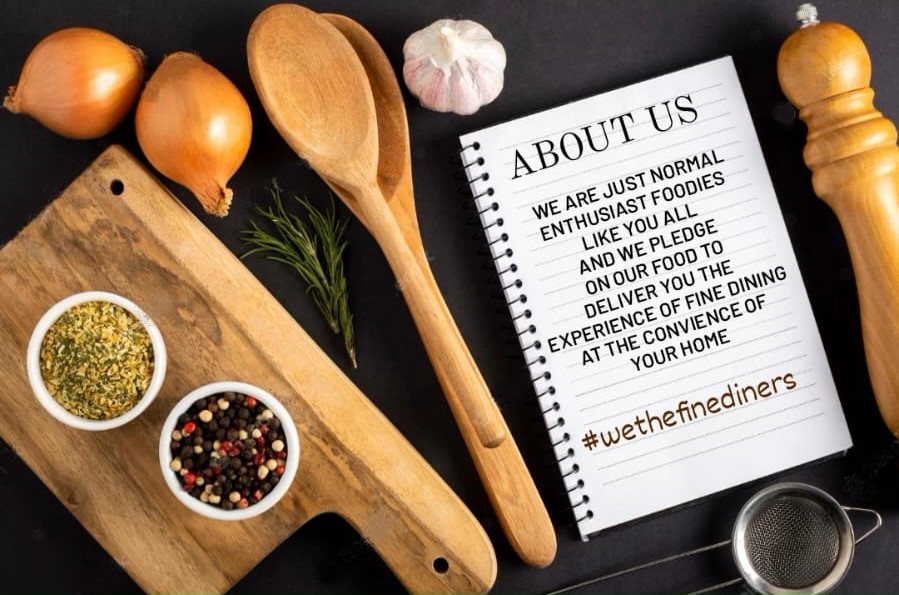 ABOUT US
WE ARE JUST NORMAL
ENTHUSIAST FOODIES
LIKE YOU ALL
AND WE PLEDGE
ON OUR FOOD TO
DELIVER YOU THE
EXPERIENCE OF FINE DINING
AT THE CONVIENCE OF
YOUR HOME
#wethefinediners